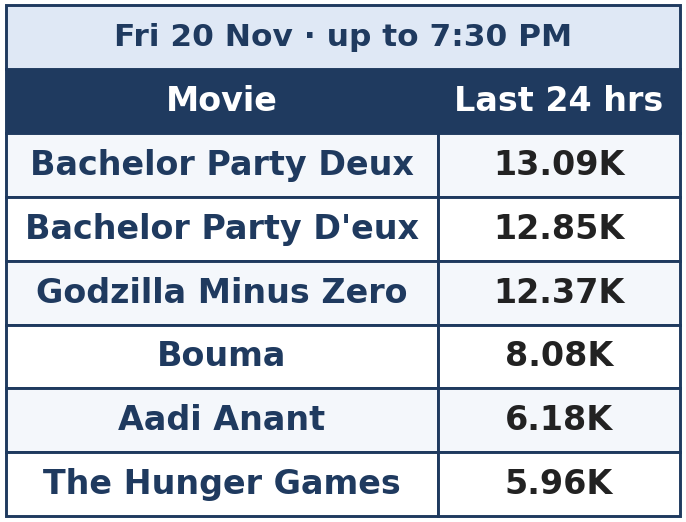 Fri 20 Nov · up to 7:30 PM
Movie Last 24 hrs
Bachelor Party Deux 13.09K
Bachelor Party D'eux 12.85K
Godzilla Minus Zero 12.37K
Bouma 8.08K
Aadi Anant 6.18K
The Hunger Games 5.96K